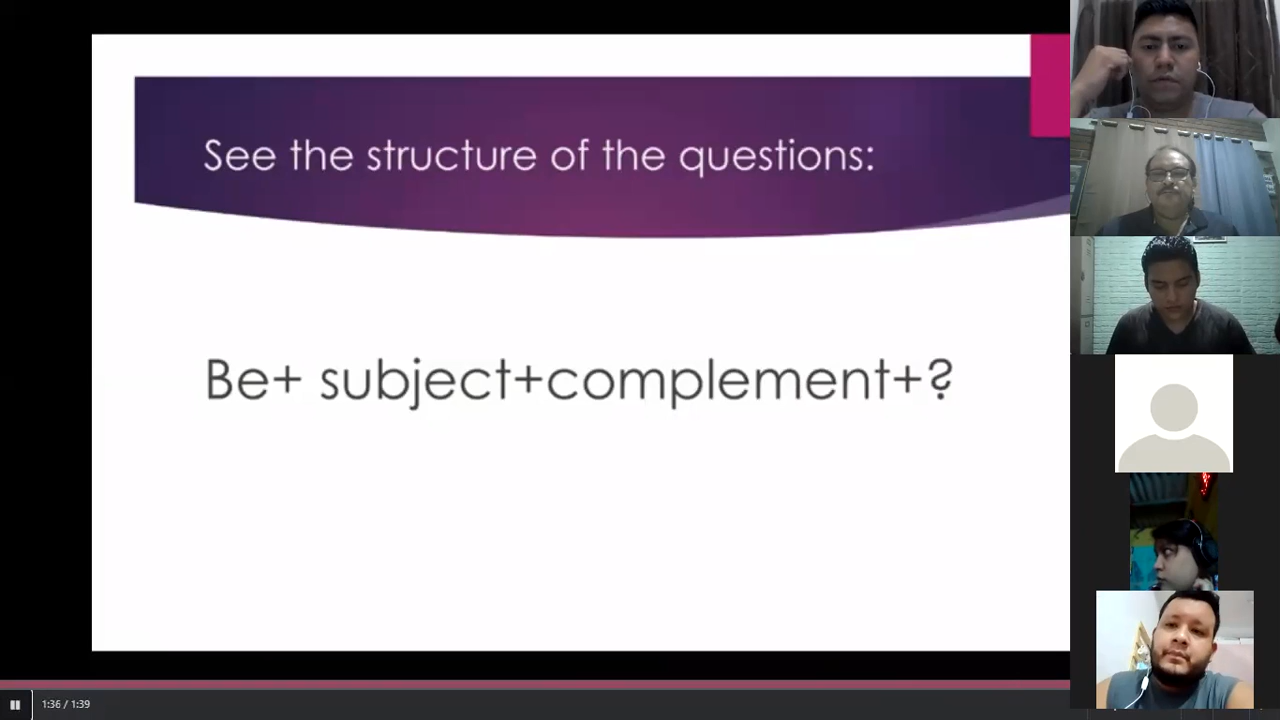 See the structure of the questions:
Be+ subject+complement+?
1:36 / 1:39